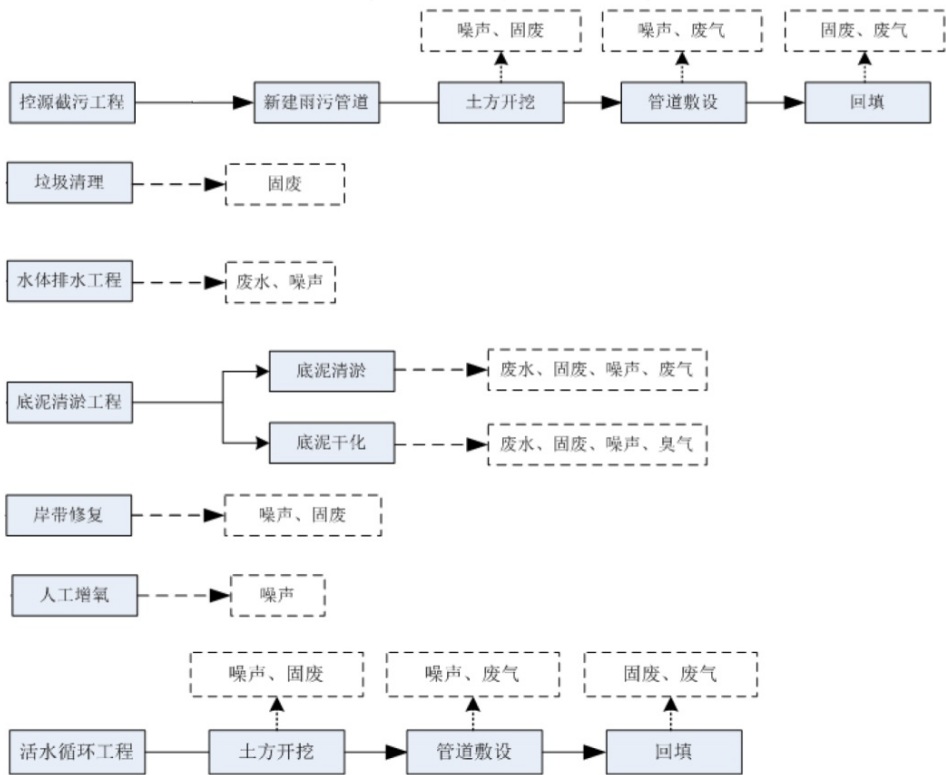 噪声、固废
噪声、废气
固废、废气
控源截污工程
新建雨污管道
土方开挖
管道敷设
回填
垃圾清理
固废
水体排水工程
废水、噪声
底泥清淤
废水、固废、噪声、废气
底泥清淤工程
底泥干化
废水、固废、噪声、臭气
岸带修复
噪声、固废
人工增氧
噪声
噪声、固废
噪声、废气
固废、废气
活水循环工程
土方开挖
管道敷设
回填